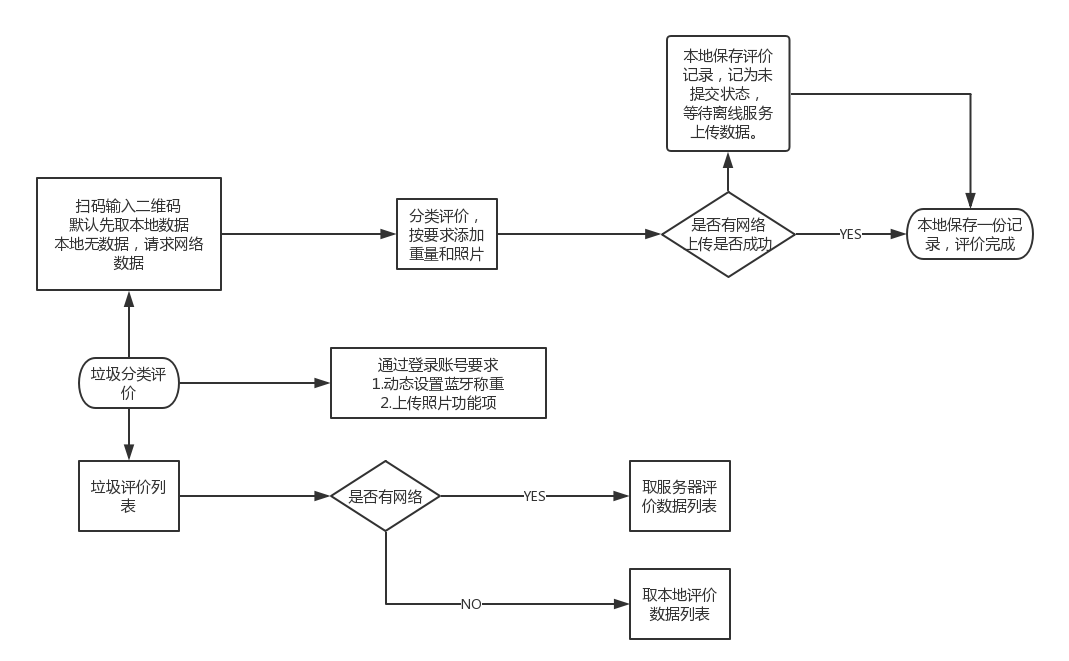 本地保存评价
记录，记为未
提交状态，
等待离线服务
上传数据。
扫码输入二维码
默认先取本地数据
本地无数据，请求网络
数据
分类评价，
按要求添加
重量和照片
是否有网络
上传是否成功
YES
本地保存一份记
录，评价完成
垃圾分类评
价
通过登录账号要求
1.动态设置蓝牙称重
2.上传照片功能项
垃圾评价列
表
是否有网络
YES
取服务器评
价数据列表
NO
取本地评价
数据列表